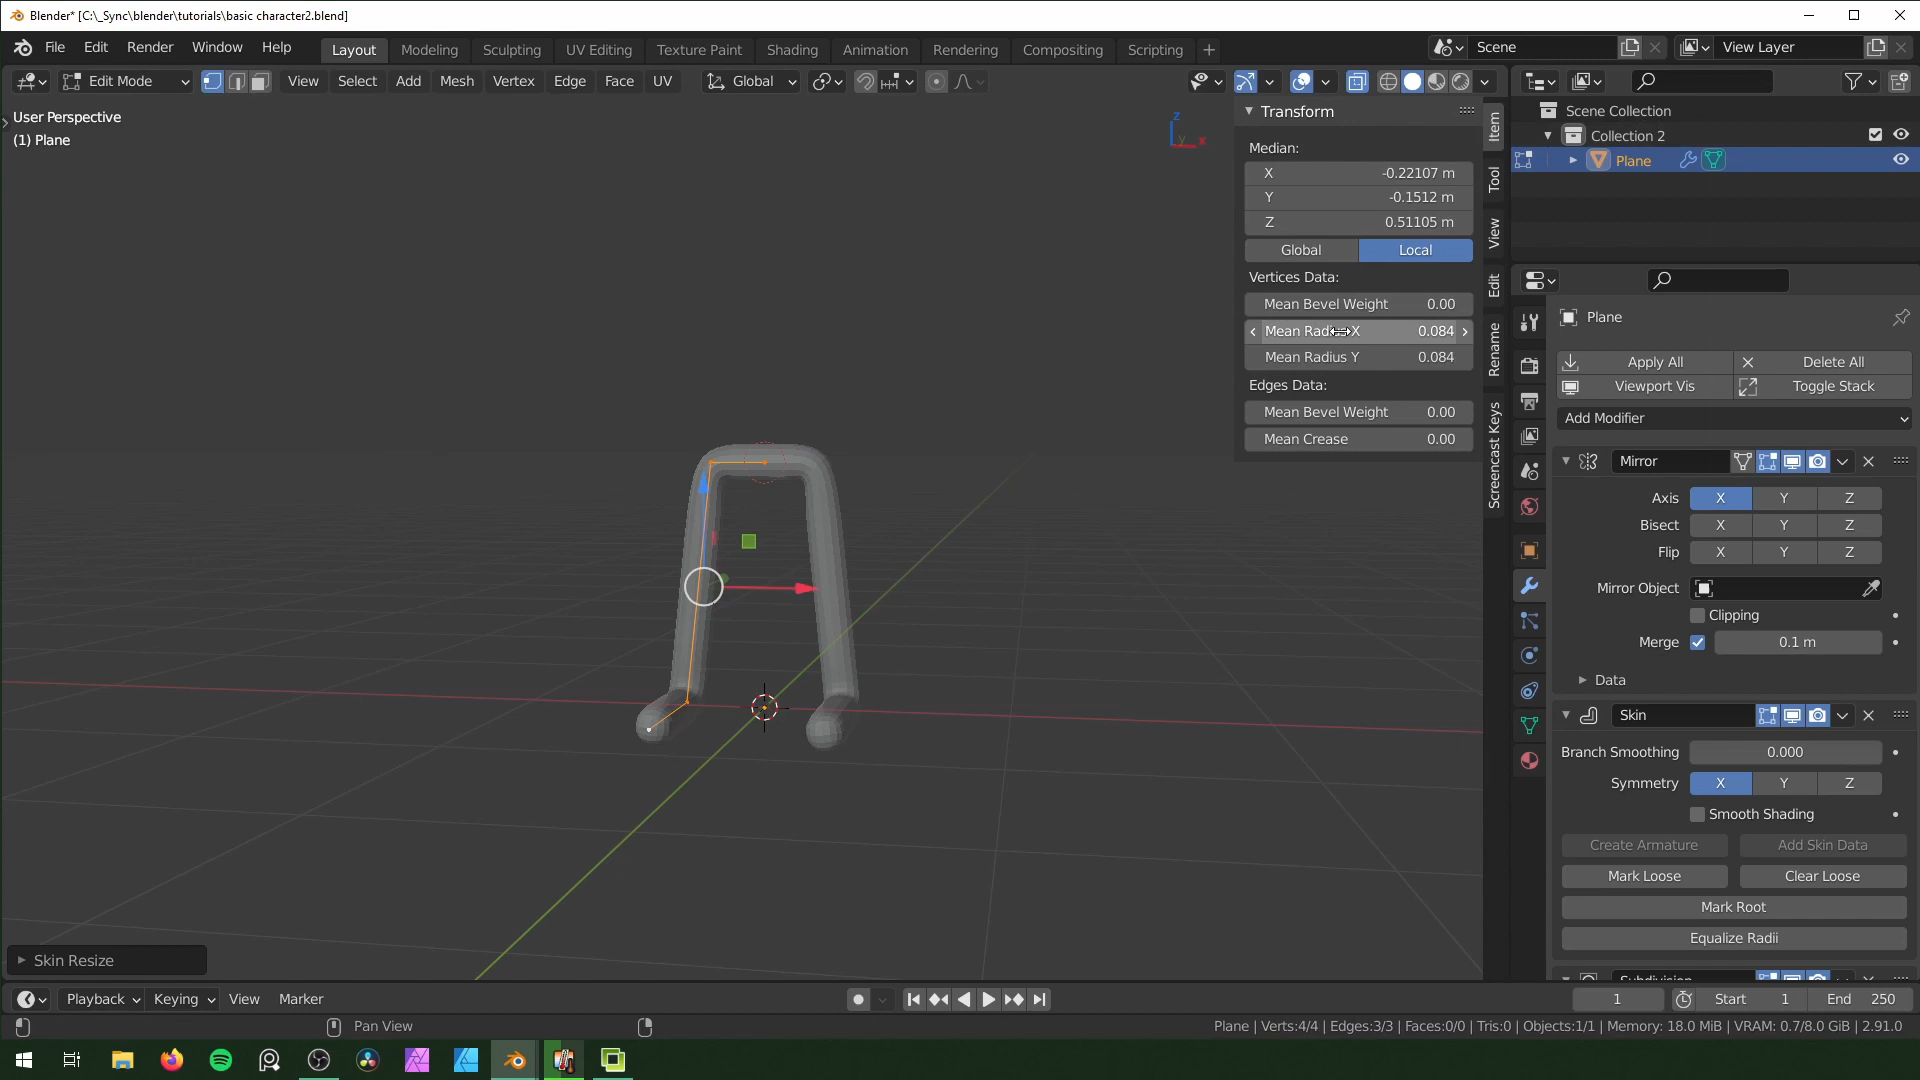 Blender* [C:\_Sync\blender\tutorials\basic character2.blend]
File Edit Render Window Help
Layout Modeling Sculpting UV Editing Texture Paint Shading Animation Rendering Compositing Scripting +
Scene
View Layer
Edit Mode
View Select Add Mesh Vertex Edge Face UV
Global
User Perspective
(1) Plane
z
y
x
Transform
Median:
X -0.22107 m
Y -0.1512 m
Z 0.51105 m
Global Local
Vertices Data:
Mean Bevel Weight 0.00
Mean Radius X 0.084
Mean Radius Y 0.084
Edges Data:
Mean Bevel Weight 0.00
Mean Crease 0.00
Item
Tool
View
Edit
Rename
Screencast Keys
Scene Collection
Collection 2
Plane
Plane
Apply All Delete All
Viewport Vis Toggle Stack
Add Modifier
Mirror
Axis X Y Z
Bisect X Y Z
Flip X Y Z
Mirror Object
Clipping
Merge 0.1 m
Data
Skin
Branch Smoothing 0.000
Symmetry X Y Z
Smooth Shading
Create Armature Add Skin Data
Mark Loose Clear Loose
Mark Root
Equalize Radii
Subdivision
Skin Resize
Playback Keying View Marker
1 Start 1 End 250
Pan View
Plane | Verts:4/4 | Edges:3/3 | Faces:0/0 | Tris:0 | Objects:1/1 | Memory: 18.0 MiB | VRAM: 0.7/8.0 GiB | 2.91.0